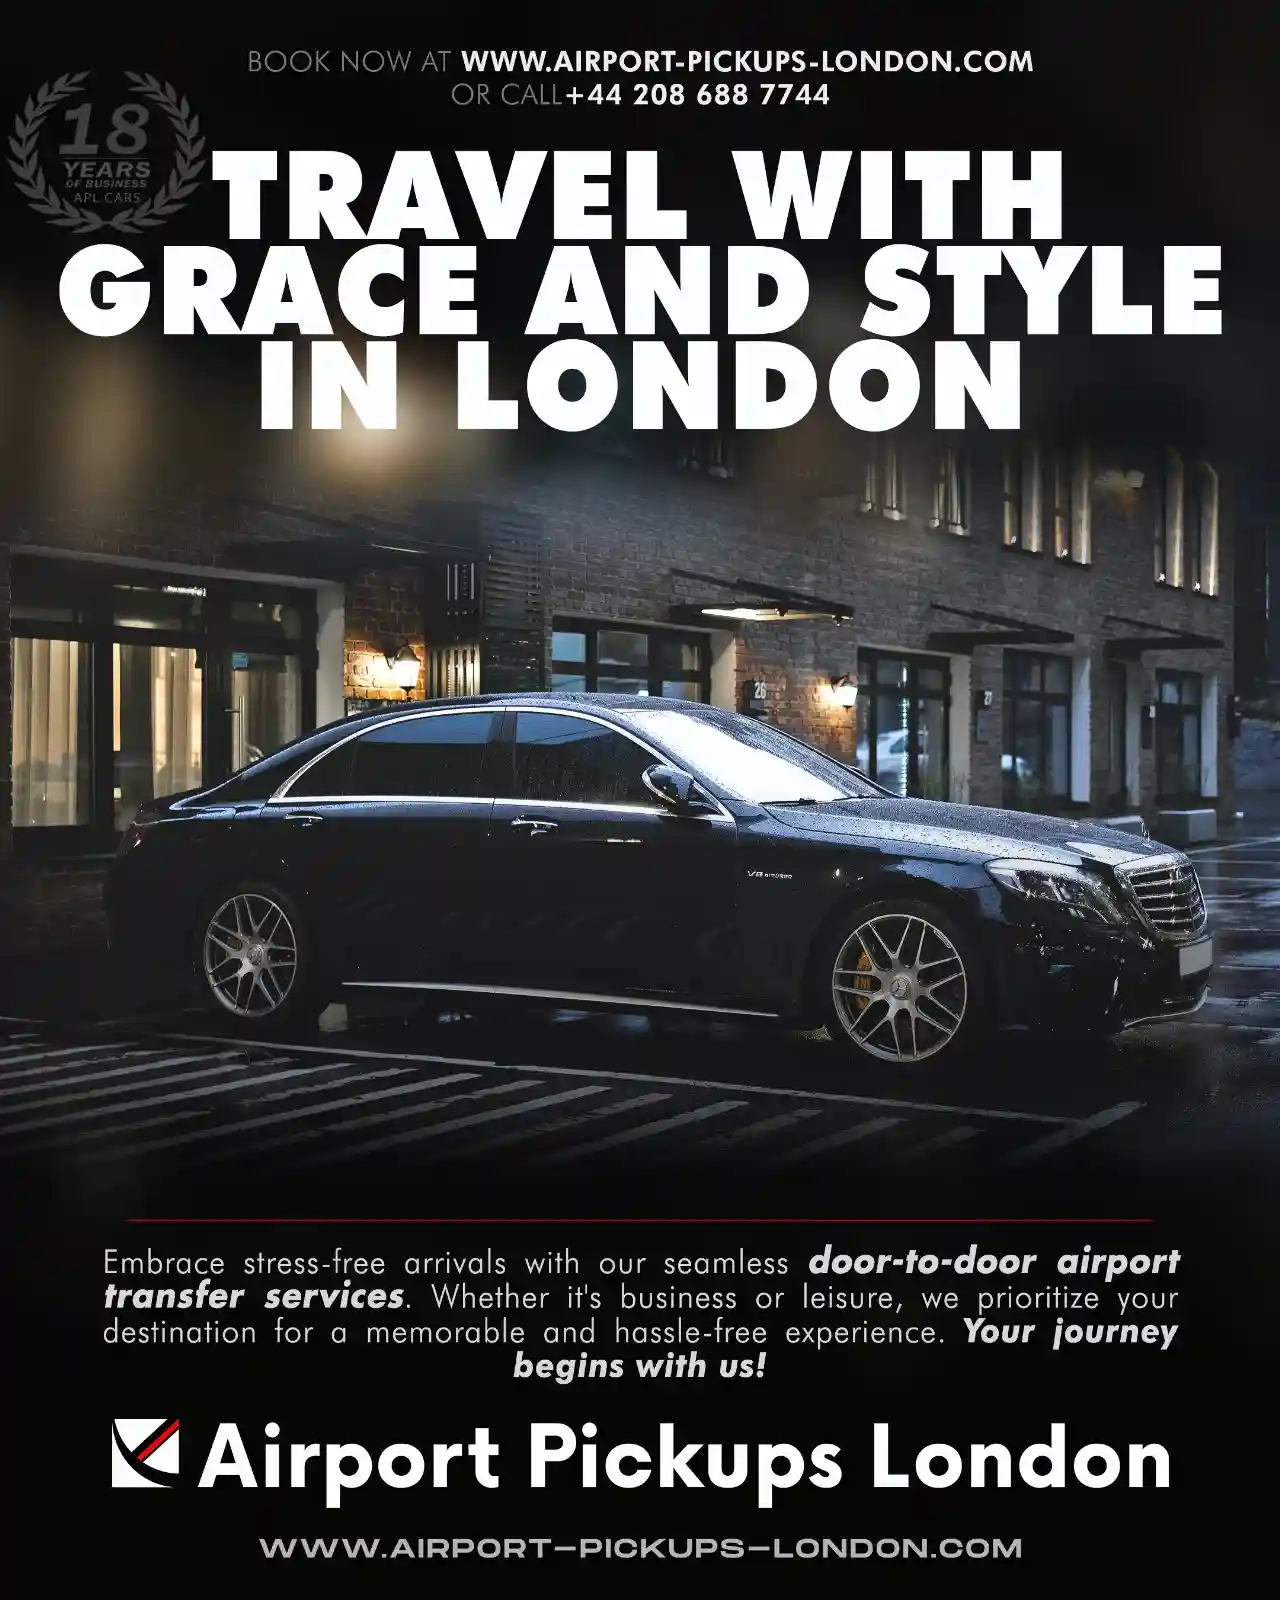 BOOK NOW AT WWW.AIRPORT-PICKUPS-LONDON.COM
OR CALL+44 208 688 7744
18
YEARS
OF BUSINESS
APL CARS
TRAVEL WITH
GRACE AND STYLE
IN LONDON
26
27
V8 BITURBO
Embrace stress-free arrivals with our seamless door-to-door airport
transfer services. Whether it's business or leisure, we prioritize your
destination for a memorable and hassle-free experience. Your journey
begins with us!
Airport Pickups London
WWW.AIRPORT-PICKUPS-LONDON.COM